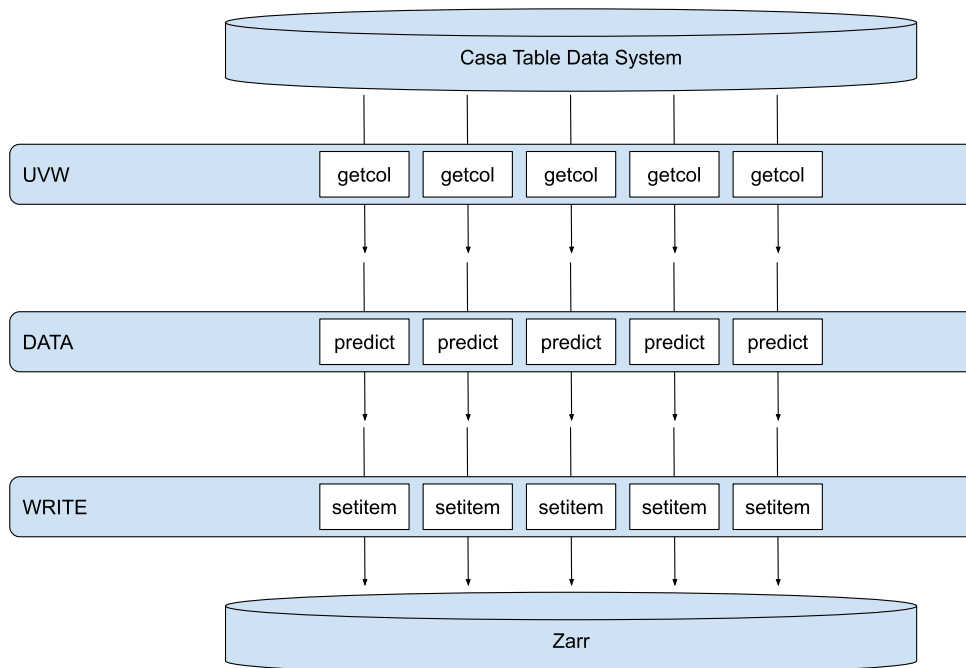 Casa Table Data System
UVW getcol getcol getcol getcol getcol
DATA predict predict predict predict predict
WRITE setitem setitem setitem setitem setitem
Zarr